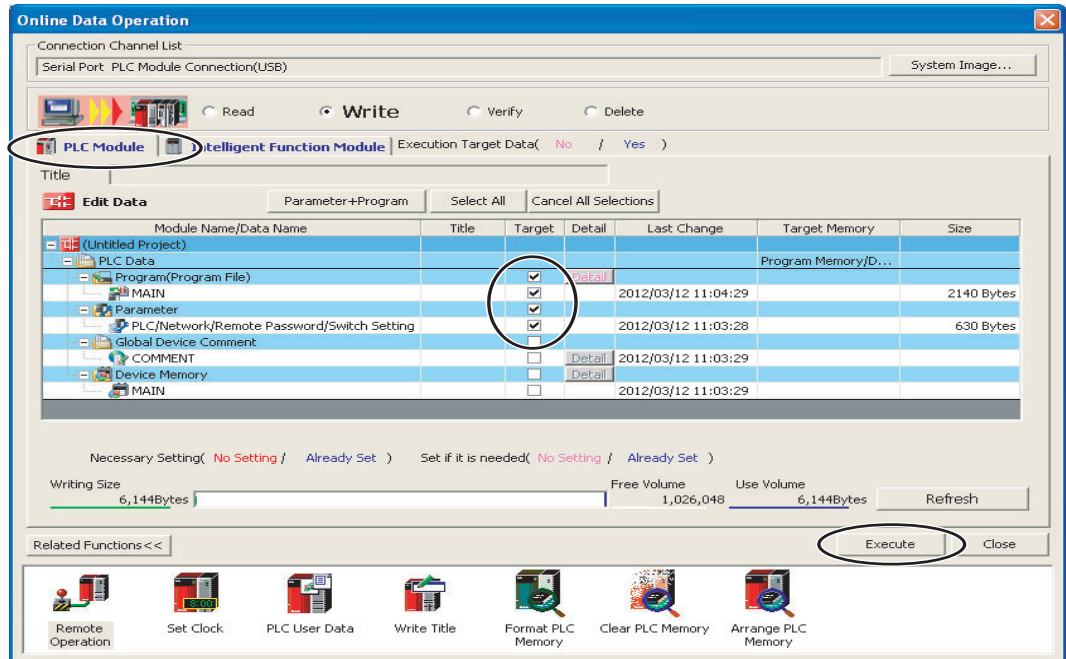 Online Data Operation
Connection Channel List
Serial Port PLC Module Connection(USB)
System Image...
Read Write Verify Delete
PLC Module Intelligent Function Module Execution Target Data( No / Yes )
Title
Edit Data Parameter+Program Select All Cancel All Selections
Module Name/Data Name Title Target Detail Last Change Target Memory Size
(Untitled Project)
PLC Data Program Memory/D...
Program(Program File) Detail
MAIN 2012/03/12 11:04:29 2140 Bytes
Parameter
PLC/Network/Remote Password/Switch Setting 2012/03/12 11:03:28 630 Bytes
Global Device Comment
COMMENT Detail 2012/03/12 11:03:29
Device Memory Detail
MAIN 2012/03/12 11:03:29
Necessary Setting( No Setting / Already Set ) Set if it is needed( No Setting / Already Set )
Writing Size Free Volume Use Volume
6,144Bytes 1,026,048 6,144Bytes Refresh
Related Functions<< Execute Close
8:00
Remote Operation
Set Clock
PLC User Data
Write Title
Format PLC Memory
Clear PLC Memory
Arrange PLC Memory